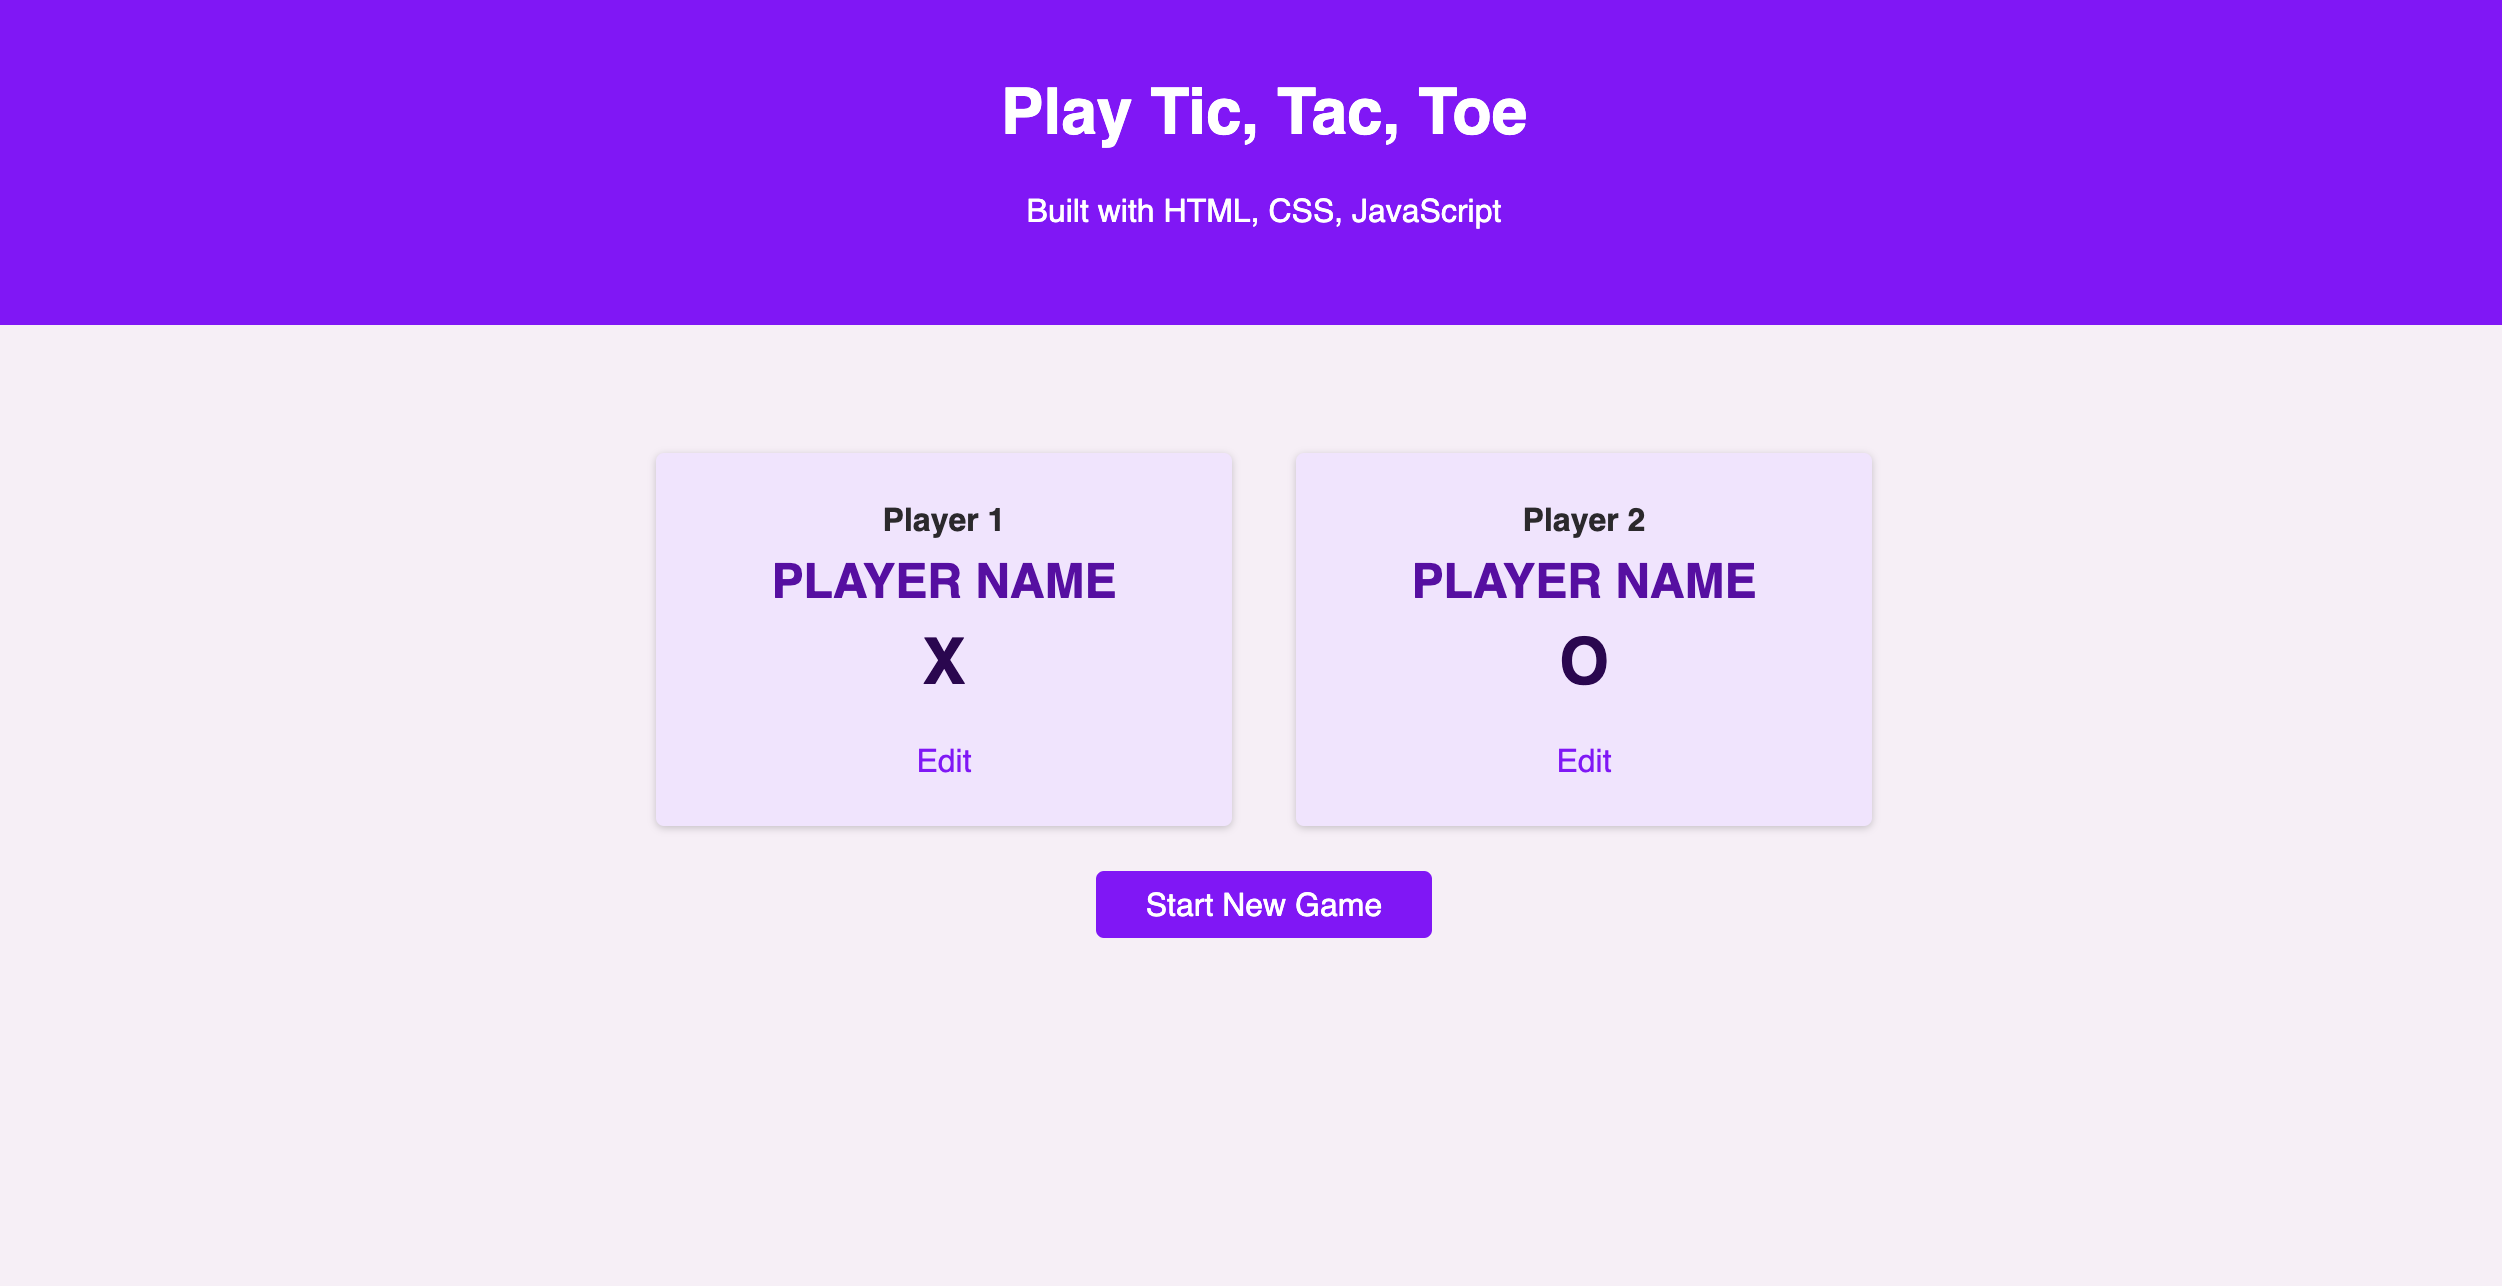 Play Tic, Tac, Toe
Built with HTML, CSS, JavaScript
Player 1
PLAYER NAME
X
Edit
Player 2
PLAYER NAME
O
Edit
Start New Game